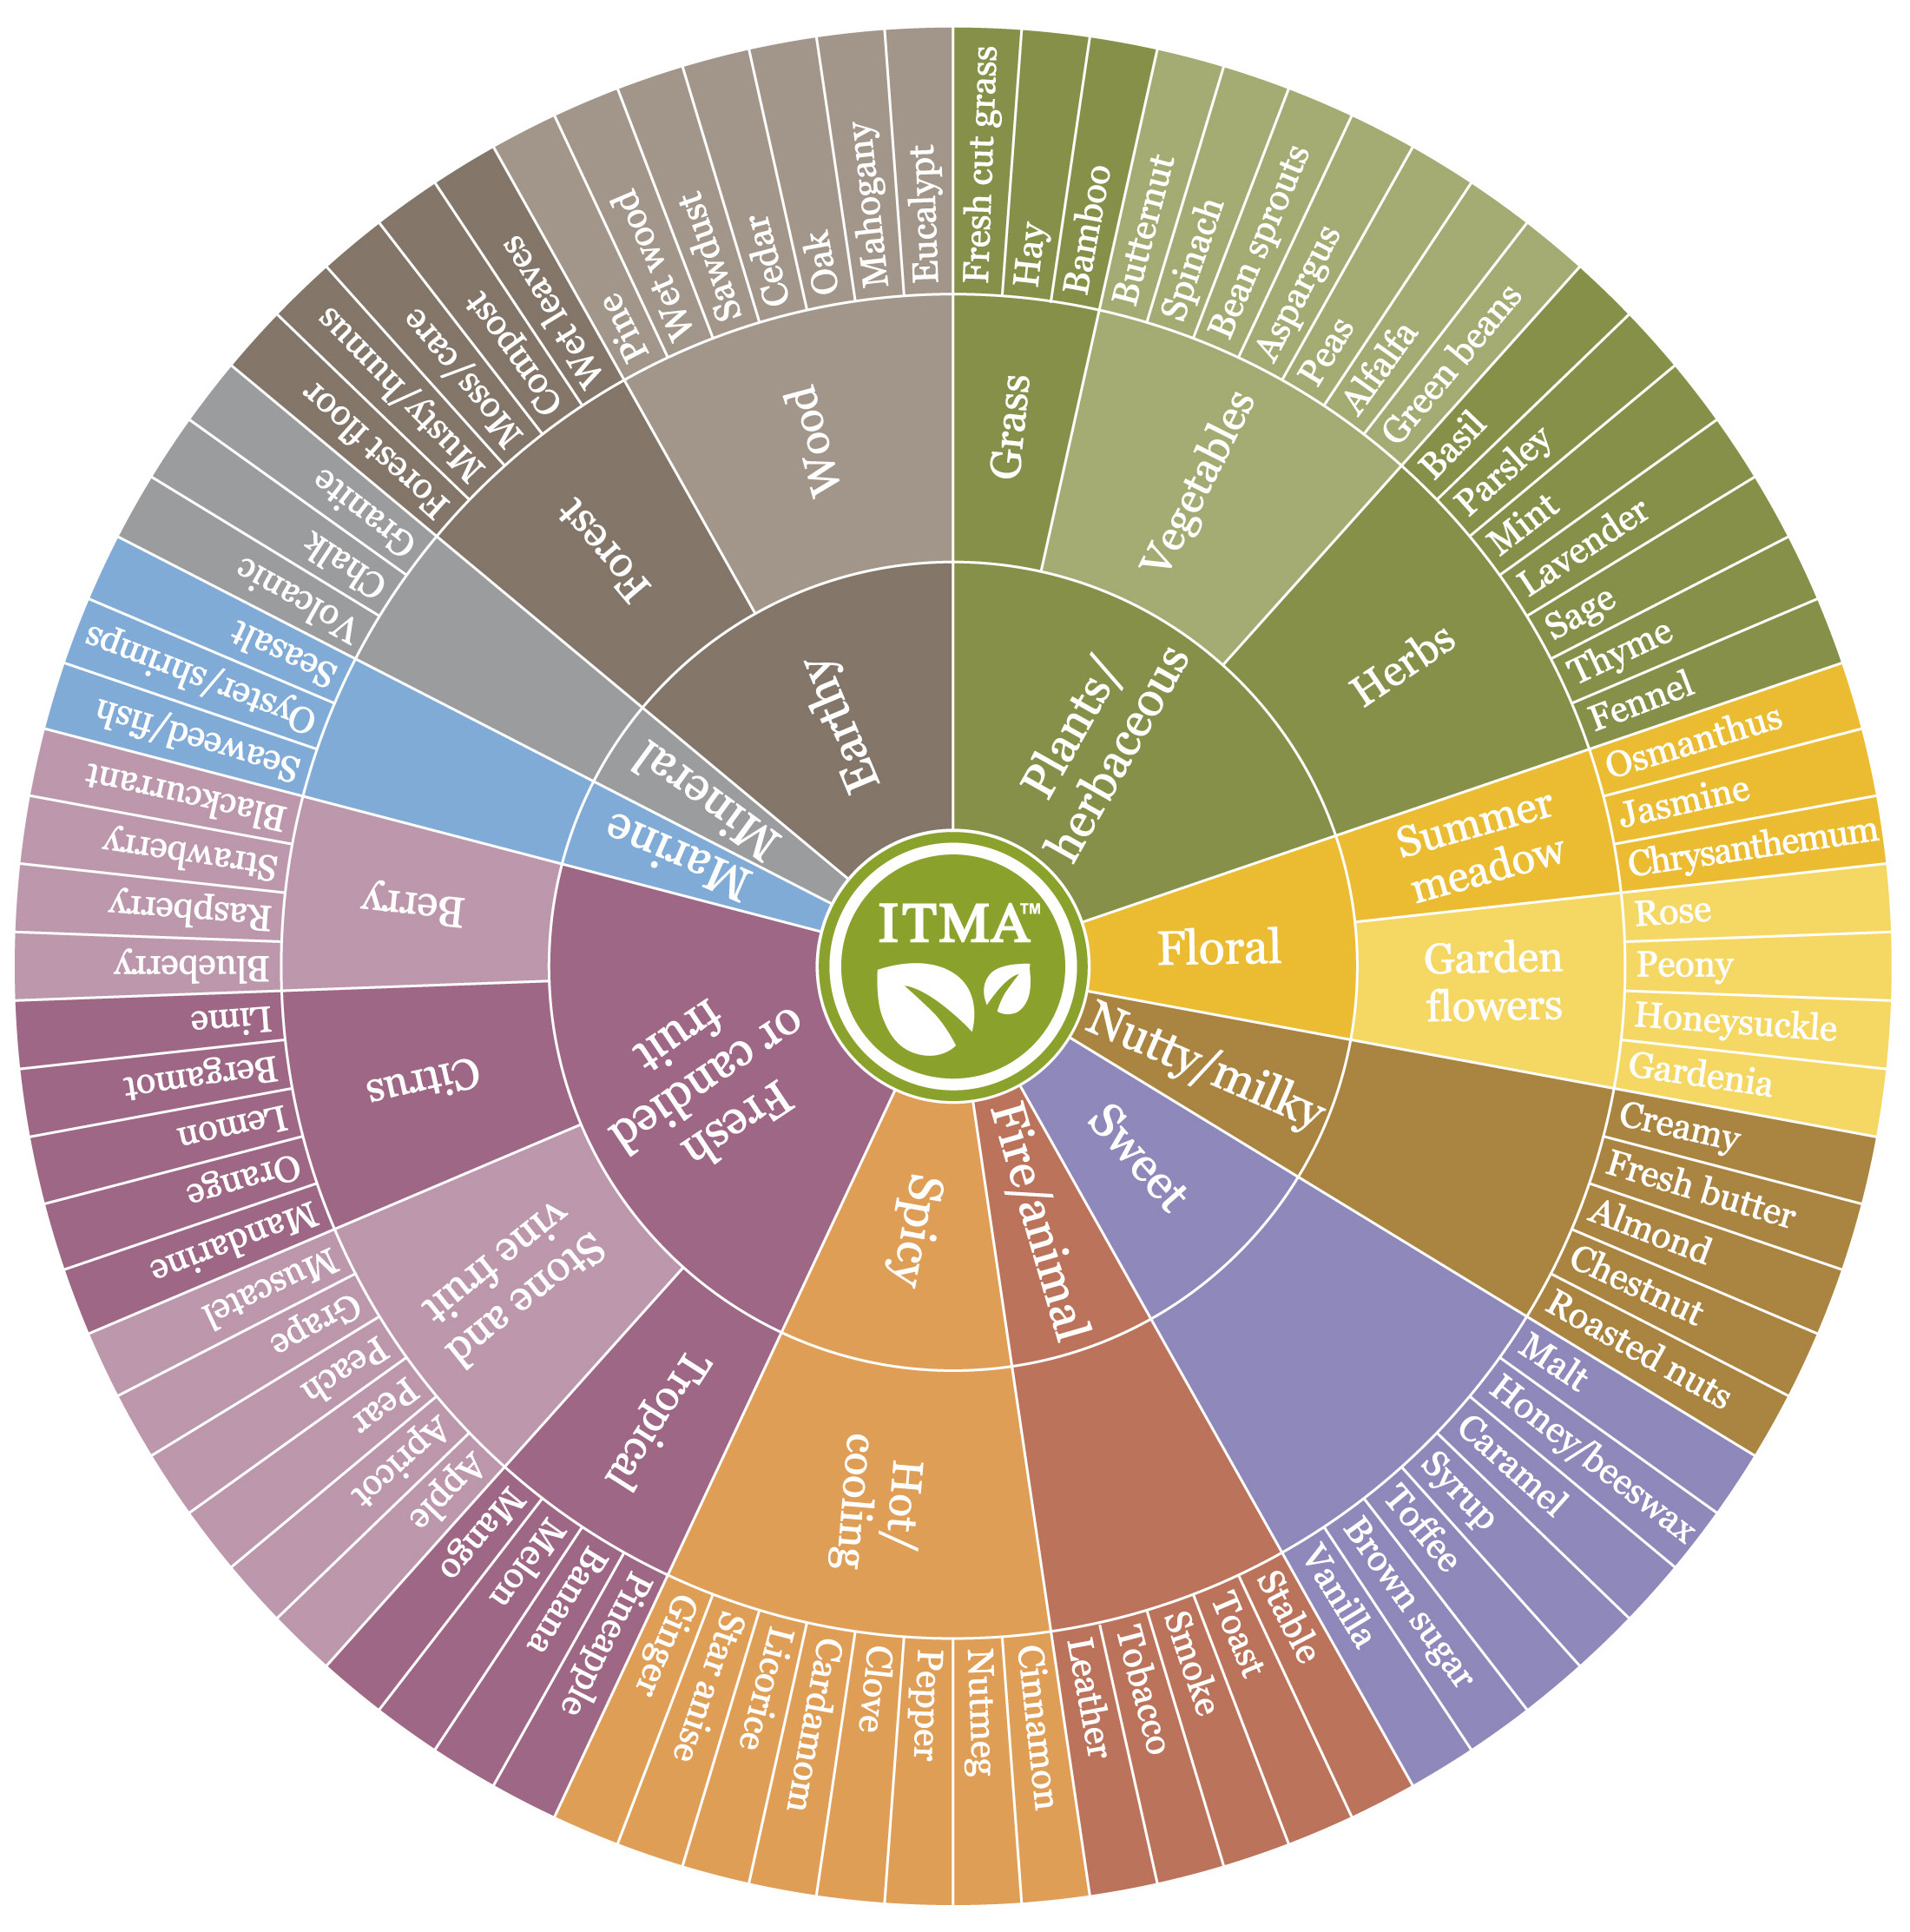 ITMA™
Plants/
herbaceous
Grass
Fresh cut grass
Hay
Bamboo
Vegetables
Butternut
Spinach
Bean sprouts
Aspargus
Peas
Alfalfa
Green beans
Herbs
Basil
Parsley
Mint
Lavender
Sage
Thyme
Fennel
Floral
Summer
meadow
Osmanthus
Jasmine
Chrysanthemum
Garden
flowers
Rose
Peony
Honeysuckle
Gardenia
Nutty/milky
Creamy
Fresh butter
Almond
Chestnut
Roasted nuts
Sweet
Malt
Honey/beeswax
Caramel
Syrup
Toffee
Brown sugar
Vanilla
Fire/animal
Stable
Toast
Smoke
Tobacco
Leather
Spicy
Hot/
cooling
Cinnamon
Nutmeg
Pepper
Clove
Cardamom
Licorice
Star anise
Ginger
Fresh
or candied
fruit
Tropical
Pineapple
Banana
Melon
Mango
Stone and
vine fruit
Apple
Apricot
Pear
Peach
Grape
Muscatel
Citrus
Mandarine
Orange
Lemon
Bergamot
Lime
Berry
Blueberry
Raspberry
Strawberry
Blackcurrant
Marine
Seaweed/fish
Oyster/shrimps
Seasalt
Mineral
Volcanic
Chalk
Granite
Earthy
Forest
Forest floor
Musty/humus
Moss/care
Compost
Wet leaves
Wood
Pine
Wet wood
Sawdust
Cedar
Oak
Mahogany
Eucalypt